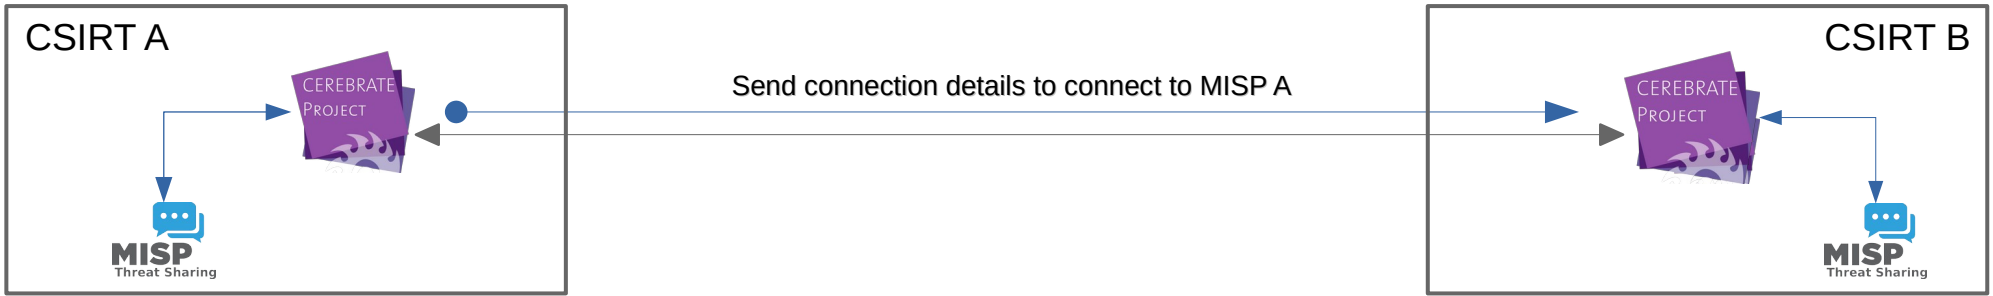 CSIRT A
CEREBRATE
PROJECT
MISP
Threat Sharing
Send connection details to connect to MISP A
CSIRT B
CEREBRATE
PROJECT
MISP
Threat Sharing